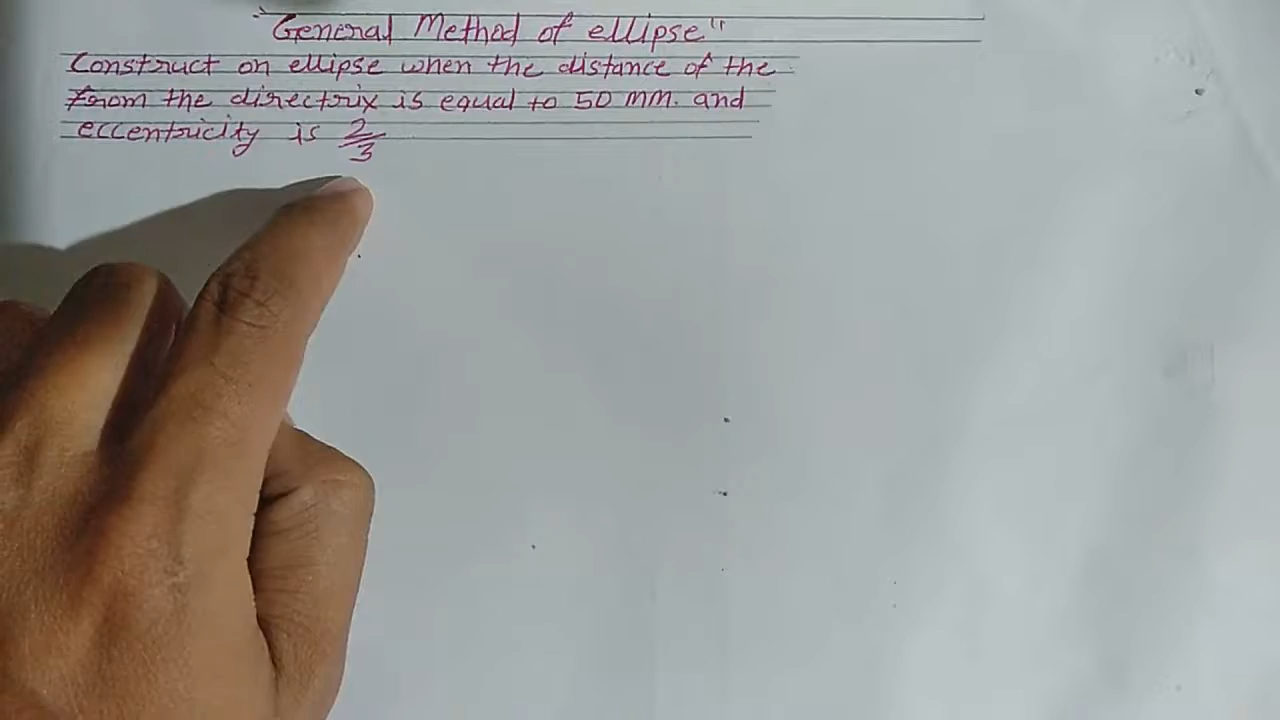 "General Method of ellipse"
Construct on ellipse when the distance of the
from the directrix is equal to 50 mm. and
eccentricity is 2/3